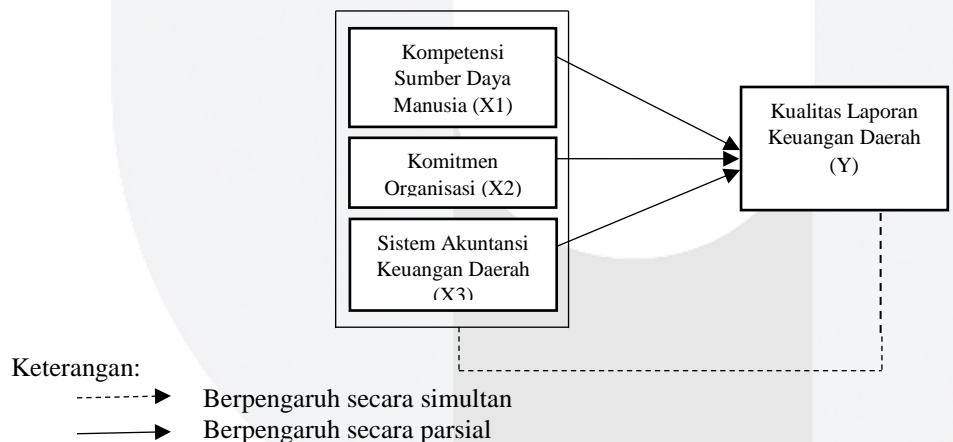 Kompetensi
Sumber Daya
Manusia (X1)
Komitmen
Organisasi (X2)
Sistem Akuntansi
Keuangan Daerah
(X3)
Kualitas Laporan
Keuangan Daerah
(Y)
Keterangan:
Berpengaruh secara simultan
Berpengaruh secara parsial